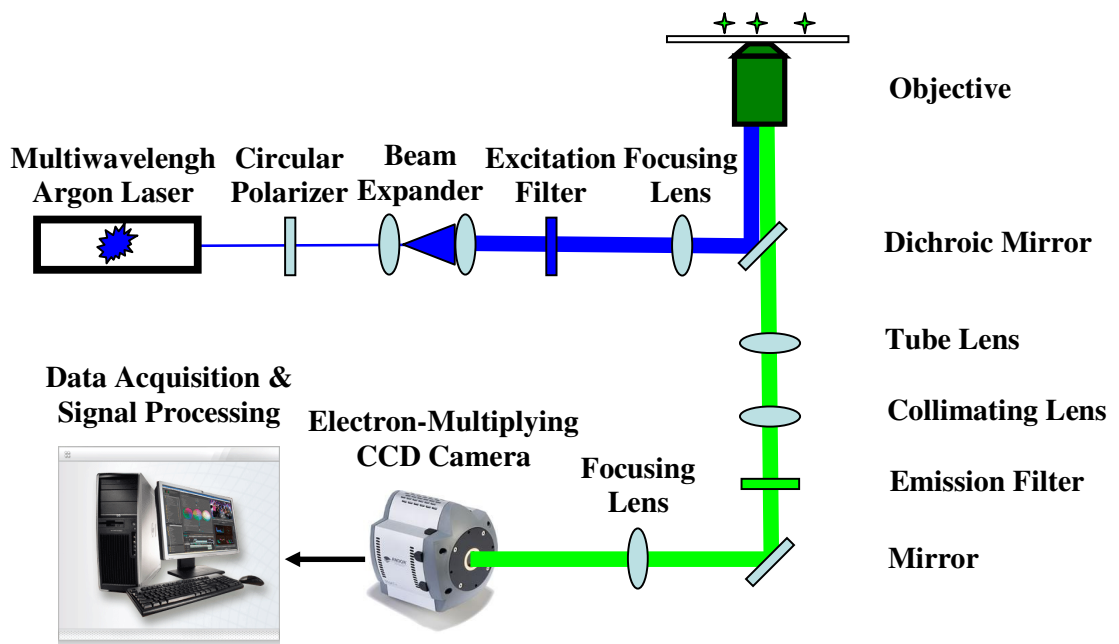 Objective
Multiwavelengh
Argon Laser
Circular
Polarizer
Beam
Expander
Excitation
Filter
Focusing
Lens
Dichroic Mirror
Tube Lens
Collimating Lens
Emission Filter
Mirror
Focusing
Lens
Electron-Multiplying
CCD Camera
Data Acquisition &
Signal Processing
ANDOR